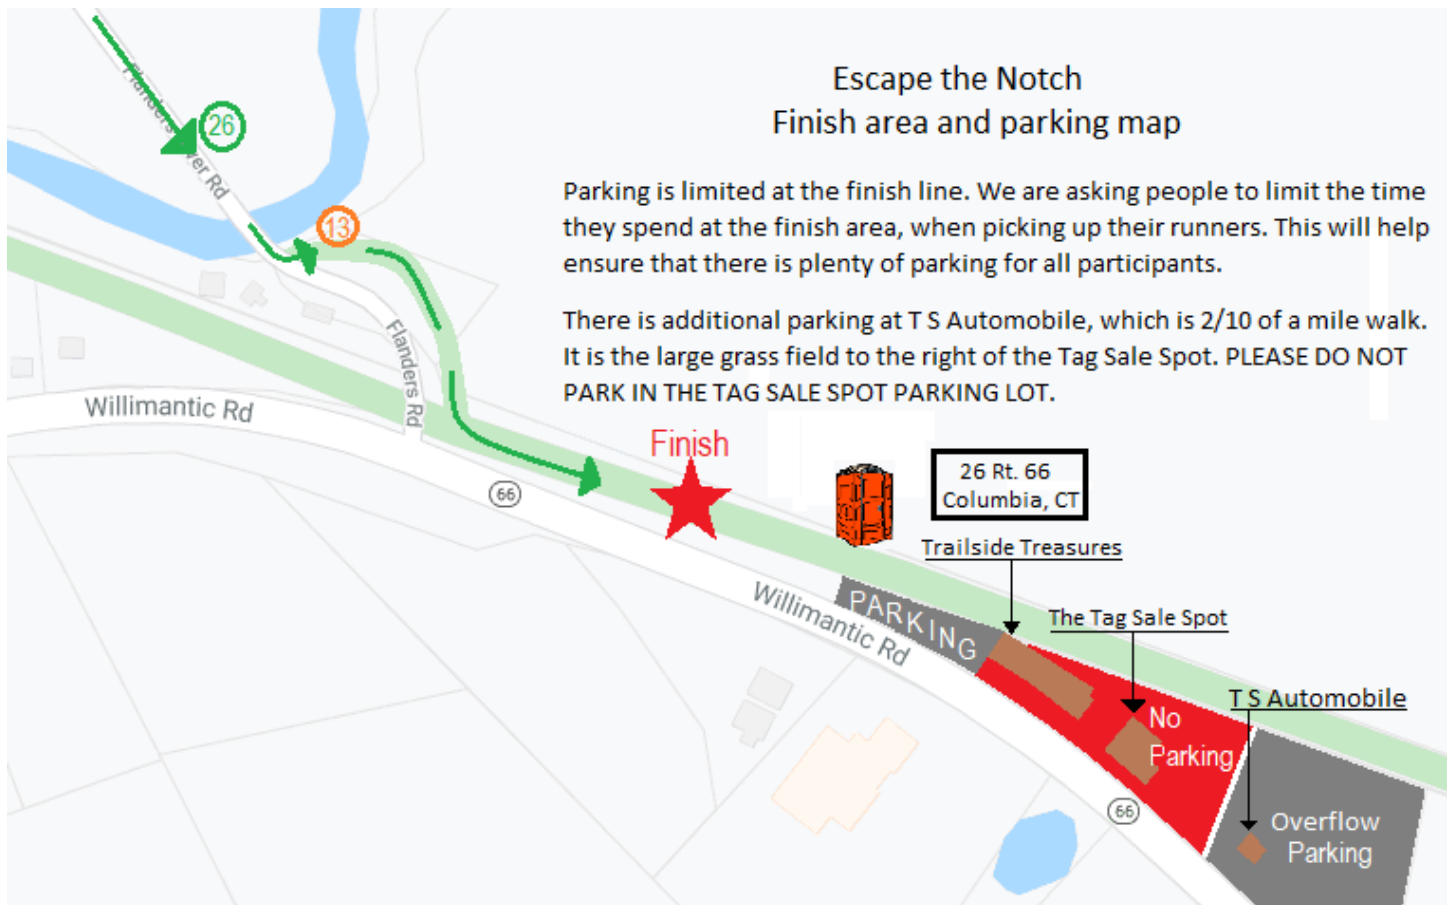 Escape the Notch
Finish area and parking map
Parking is limited at the finish line. We are asking people to limit the time
they spend at the finish area, when picking up their runners. This will help
ensure that there is plenty of parking for all participants.
There is additional parking at T S Automobile, which is 2/10 of a mile walk.
It is the large grass field to the right of the Tag Sale Spot. PLEASE DO NOT
PARK IN THE TAG SALE SPOT PARKING LOT.
Flanders
Rd
26
13
Flanders Rd
Willimantic Rd
66
Finish
26 Rt. 66
Columbia, CT
Trailside Treasures
The Tag Sale Spot
T S Automobile
PARKING
Willimantic Rd
No
Parking
66
Overflow
Parking